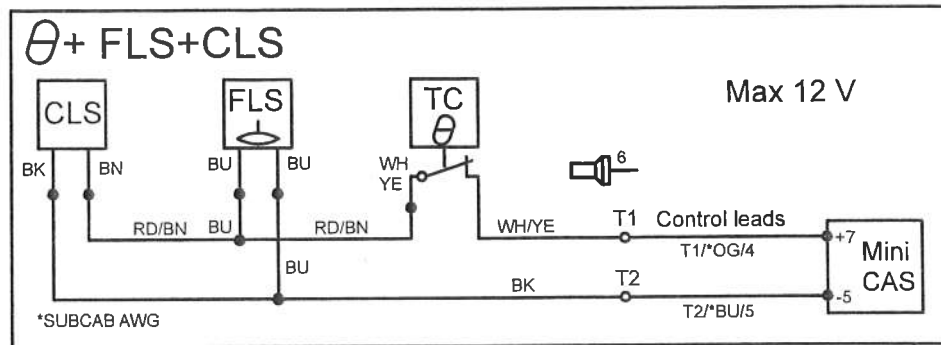 θ+ FLS+CLS
Max 12 V
CLS
FLS
TC
θ
BK
BN
BU
BU
WH
YE
6
RD/BN
BU
RD/BN
WH/YE
T1
Control leads
T1/*OG/4
+7
Mini
CAS
BU
BK
T2
T2/*BU/5
-5
*SUBCAB AWG